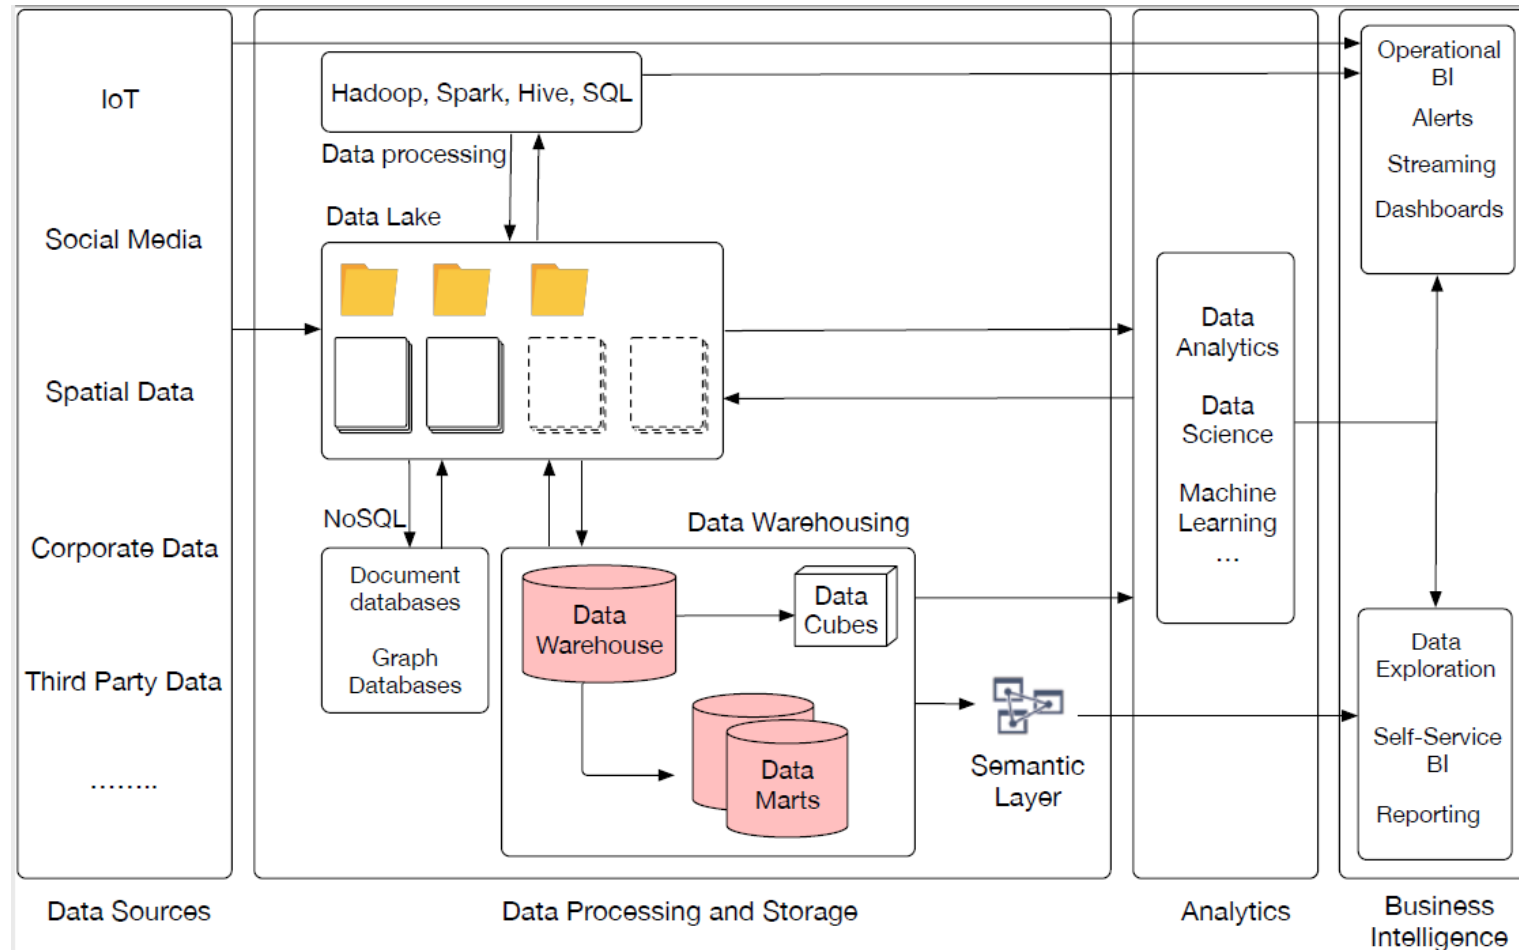 IoT
Social Media
Spatial Data
Corporate Data
Third Party Data
........
Data Sources
Hadoop, Spark, Hive, SQL
Data processing
Data Lake
NoSQL
Document
databases
Graph
Databases
Data Warehousing
Data
Warehouse
Data
Cubes
Data
Marts
Semantic
Layer
Data Processing and Storage
Data
Analytics
Data
Science
Machine
Learning
...
Analytics
Operational
BI
Alerts
Streaming
Dashboards
Data
Exploration
Self-Service
BI
Reporting
Business
Intelligence